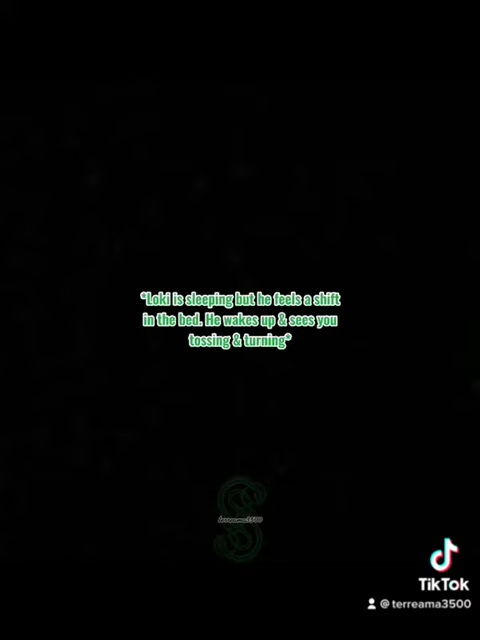 *Loki is sleeping but he feels a shift
in the bed. He wakes up & sees you
tossing & turning*
terreama3500
TikTok
@terreama3500